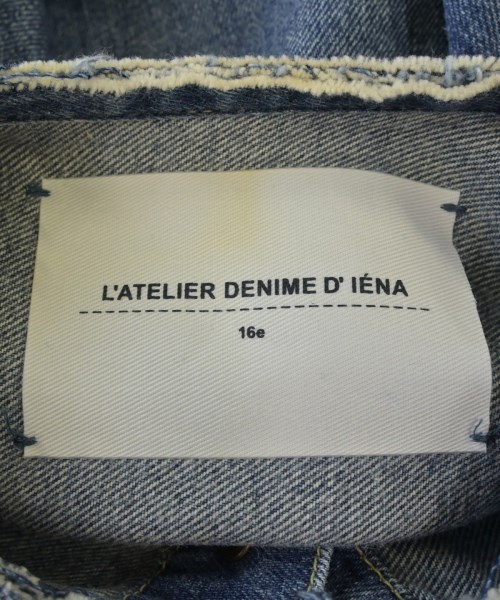 L'ATELIER DENIME D' IÉNA
16e